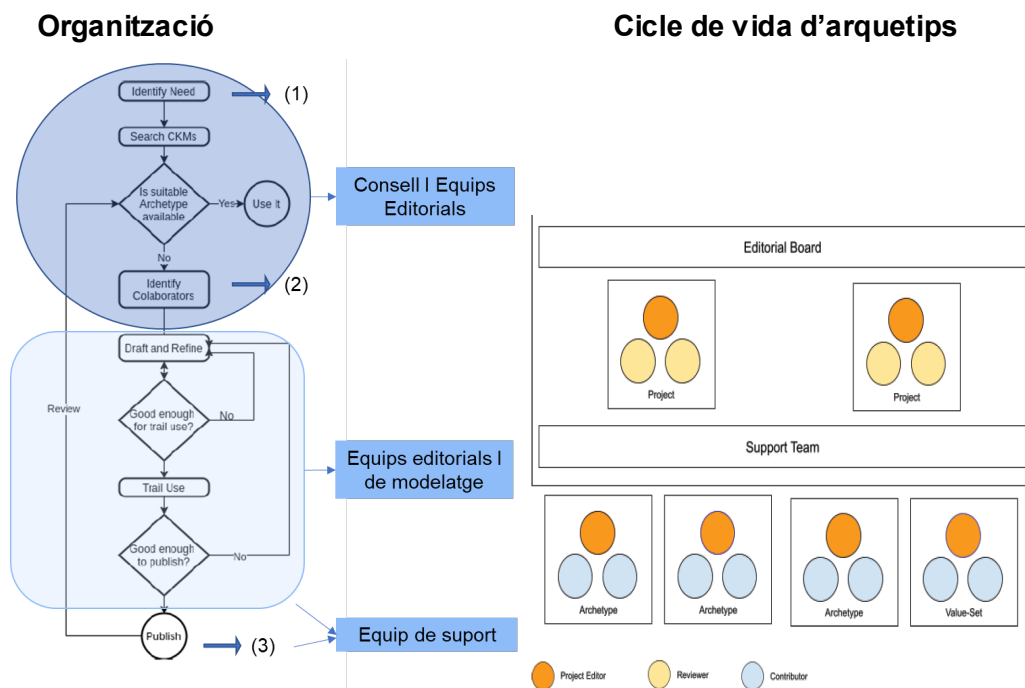 Organització
Cicle de vida d’arquetips
Identify Need
(1)
Search CKMs
Is suitable
Archetype
available
Yes
Use It
No
Identify
Colaborators
(2)
Consell I Equips
Editorials
Draft and Refine
Good enough
for trail use?
No
Review
Trail Use
Good enough
to publish?
No
Publish
(3)
Equips editorials I
de modelatge
Equip de suport
Editorial Board
Project
Project
Support Team
Archetype
Archetype
Archetype
Value-Set
Project Editor
Reviewer
Contributor